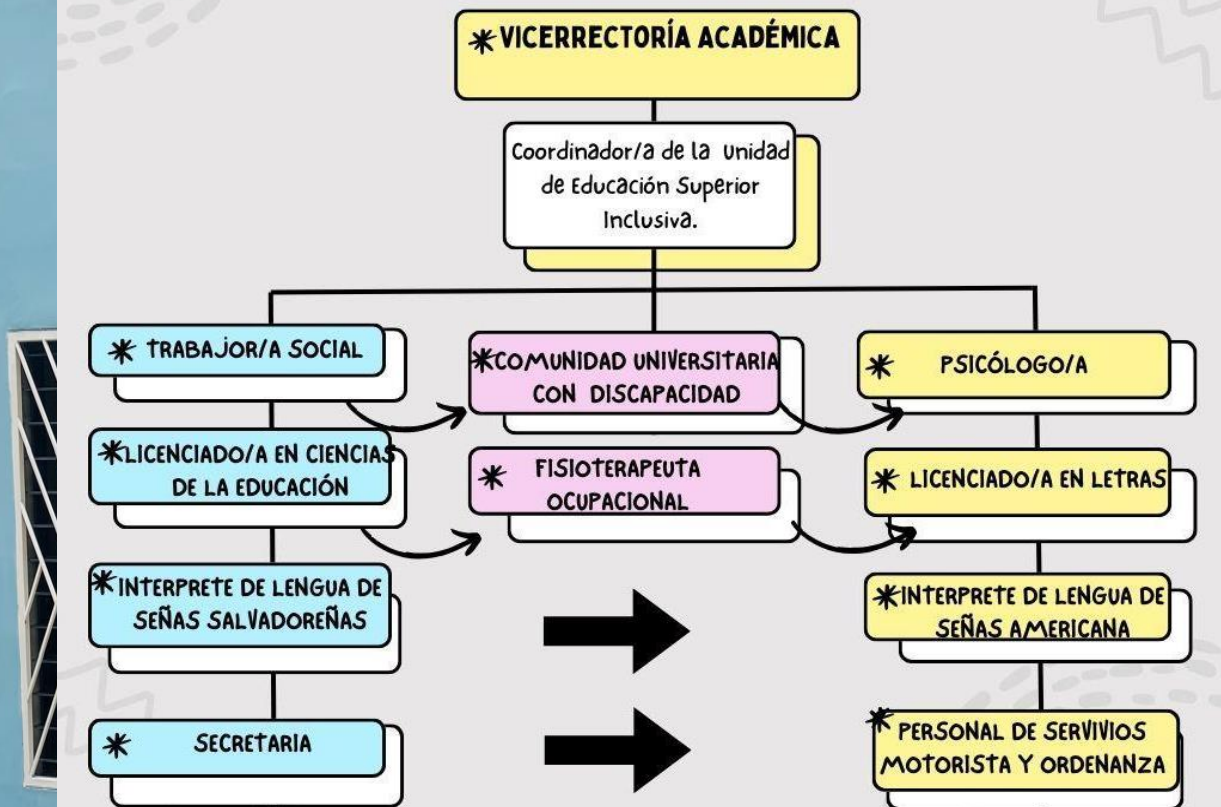 VICERRECTORÍA ACADÉMICA
Coordinador/a de la Unidad
de Educación Superior
Inclusiva.
TRABAJOR/A SOCIAL
COMUNIDAD UNIVERSITARIA
CON DISCAPACIDAD
PSICÓLOGO/A
LICENCIADO/A EN CIENCIAS
DE LA EDUCACIÓN
FISIOTERAPEUTA
OCUPACIONAL
LICENCIADO/A EN LETRAS
INTERPRETE DE LENGUA DE
SEÑAS SALVADOREÑAS
INTERPRETE DE LENGUA DE
SEÑAS AMERICANA
SECRETARIA
PERSONAL DE SERVIVIOS
MOTORISTA Y ORDENANZA